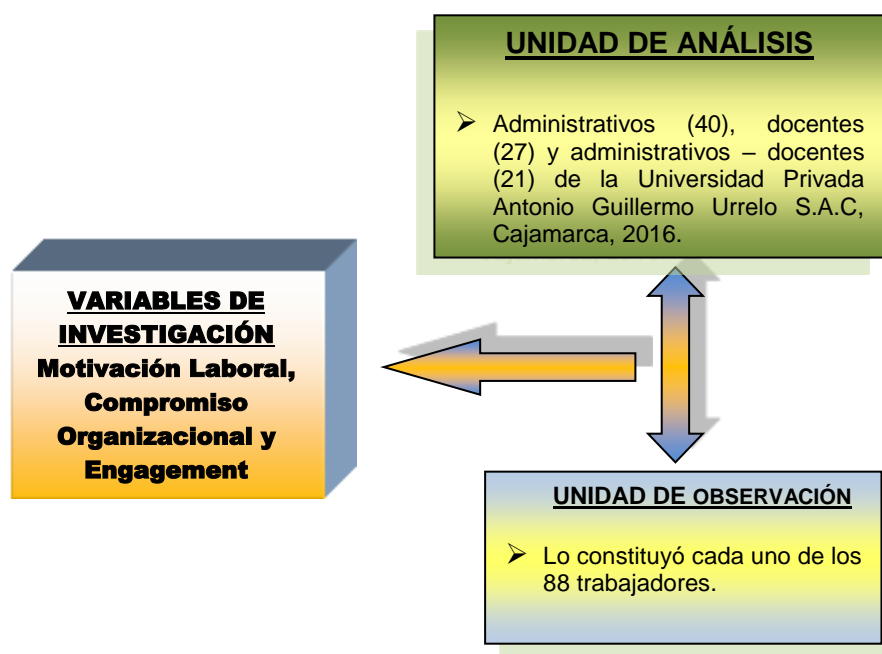 UNIDAD DE ANÁLISIS
➢ Administrativos (40), docentes
(27) y administrativos – docentes
(21) de la Universidad Privada
Antonio Guillermo Urrelo S.A.C,
Cajamarca, 2016.
VARIABLES DE
INVESTIGACIÓN
Motivación Laboral,
Compromiso
Organizacional y
Engagement
UNIDAD DE OBSERVACIÓN
➢ Lo constituyó cada uno de los
88 trabajadores.